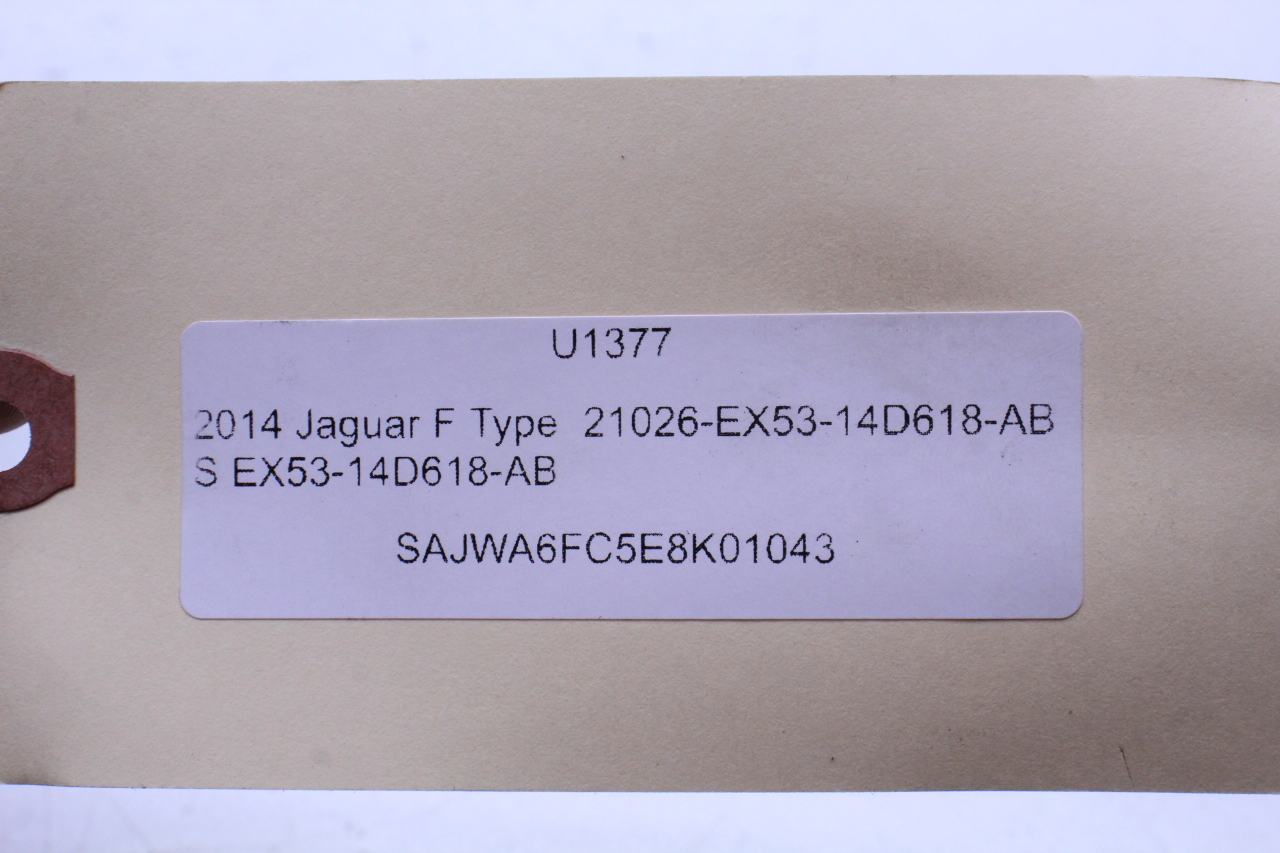 U1377
2014 Jaguar F Type 21026-EX53-14D618-AB
S EX53-14D618-AB
SAJWA6FC5E8K01043